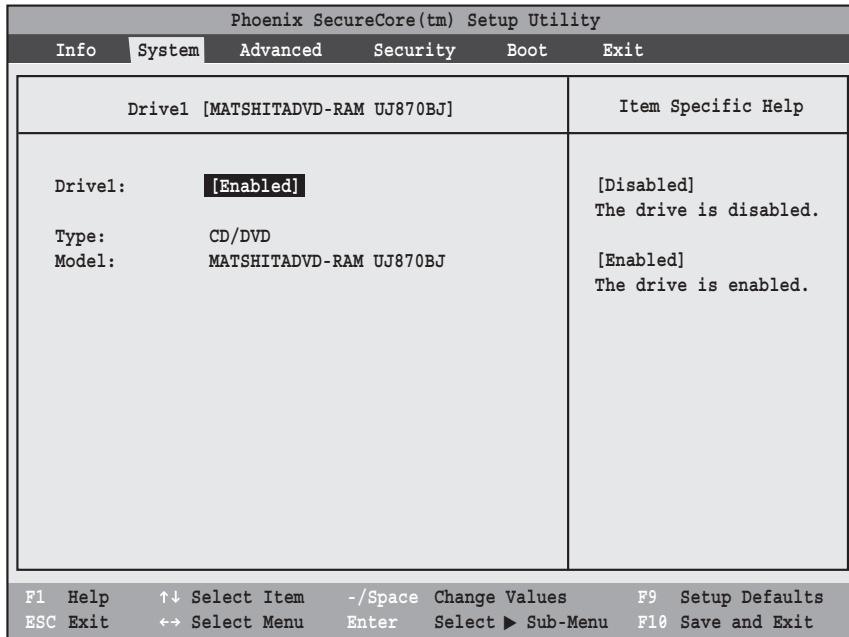 Phoenix SecureCore(tm) Setup Utility
Info System Advanced Security Boot Exit
Drive1 [MATSHITADVD-RAM UJ870BJ]
Item Specific Help
Drive1: [Enabled]
Type: CD/DVD
Model: MATSHITADVD-RAM UJ870BJ
[Disabled]
The drive is disabled.
[Enabled]
The drive is enabled.
F1 Help ↑↓ Select Item -/Space Change Values F9 Setup Defaults
ESC Exit ←→ Select Menu Enter Select ▶ Sub-Menu F10 Save and Exit